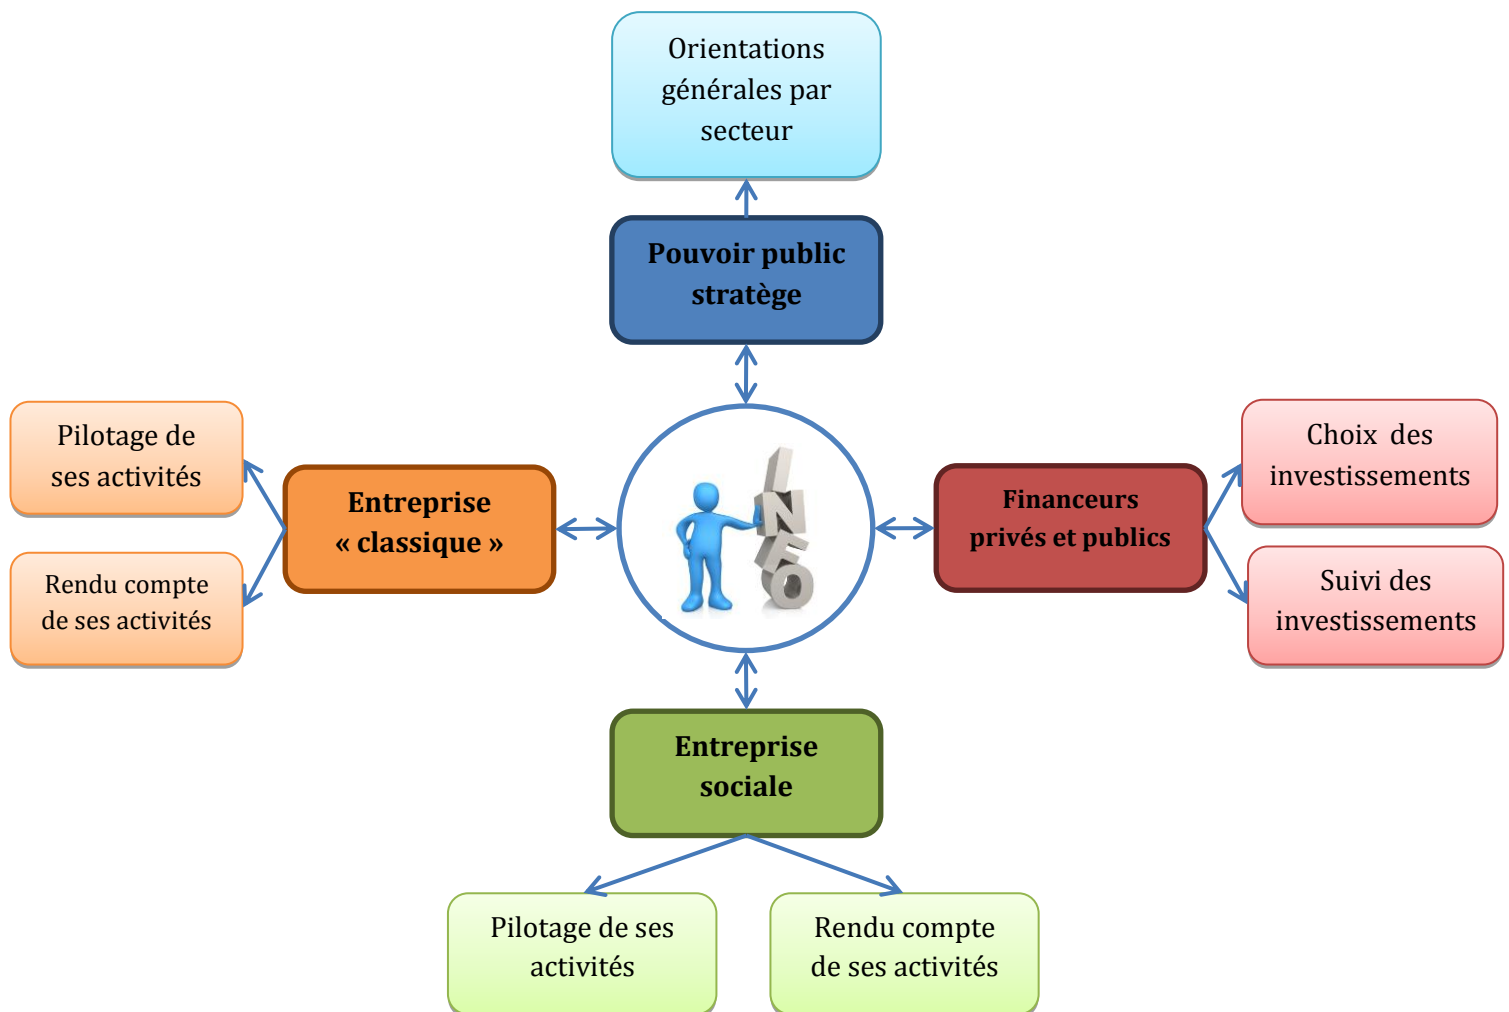 Orientations
générales par
secteur
Pouvoir public
stratège
Pilotage de
ses activités
Rendu compte
de ses activités
Entreprise
« classique »
INFO
Financeurs
privés et publics
Choix des
investissements
Suivi des
investissements
Entreprise
sociale
Pilotage de ses
activités
Rendu compte
de ses activités